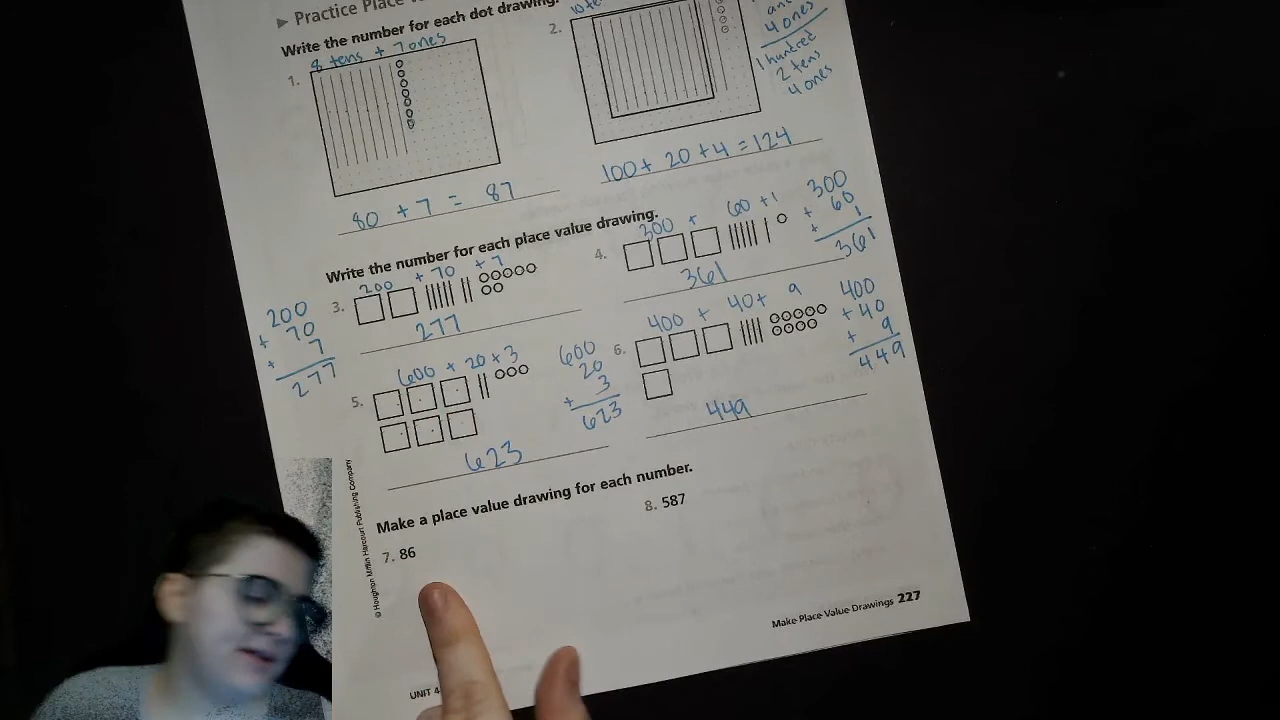 Practice Place
Write the number for each dot drawing.
8 tens + 7 ones
1.
80 + 7 = 87
2.
4 ones
1 hundred
2 tens
4 ones
100 + 20 + 4 = 124
Write the number for each place value drawing.
3.
200 + 70 + 7
277
200
+ 70
+ 7
277
4.
300 + 60 + 1
361
300
+ 60
+ 1
361
5.
600 + 20 + 3
623
600
20
+ 3
623
6.
400 + 40 + 9
449
400
+ 40
+ 9
449
Make a place value drawing for each number.
7. 86
8. 587
© Houghton Mifflin Harcourt Publishing Company
UNIT 4
Make Place Value Drawings 227